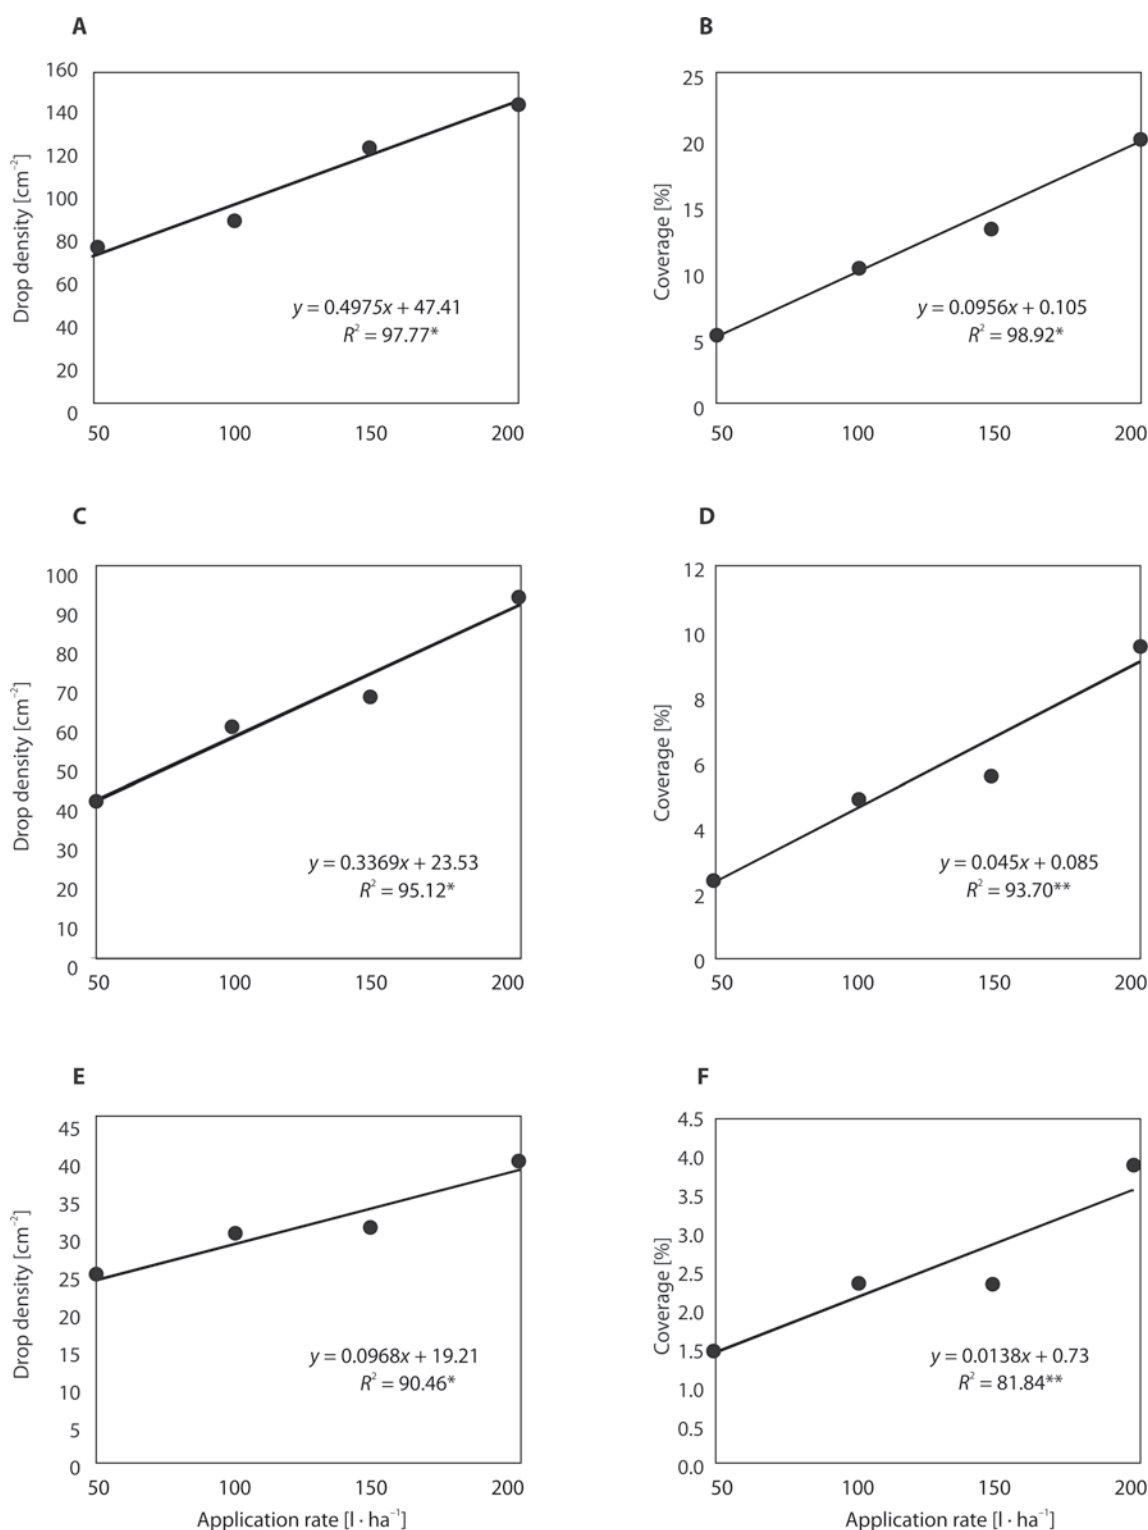 A
Drop density [cm⁻²]
160
140
120
100
80
60
40
20
0
y = 0.4975x + 47.41
R² = 97.77*
50 100 150 200
B
Coverage [%]
25
20
15
10
5
0
y = 0.0956x + 0.105
R² = 98.92*
50 100 150 200
C
Drop density [cm⁻²]
100
90
80
70
60
50
40
30
20
10
0
y = 0.3369x + 23.53
R² = 95.12*
50 100 150 200
D
Coverage [%]
12
10
8
6
4
2
0
y = 0.045x + 0.085
R² = 93.70**
50 100 150 200
E
Drop density [cm⁻²]
45
40
35
30
25
20
15
10
5
0
y = 0.0968x + 19.21
R² = 90.46*
50 100 150 200
Application rate [l · ha⁻¹]
F
Coverage [%]
4.5
4.0
3.5
3.0
2.5
2.0
1.5
1.0
0.5
0.0
y = 0.0138x + 0.73
R² = 81.84**
50 100 150 200
Application rate [l · ha⁻¹]